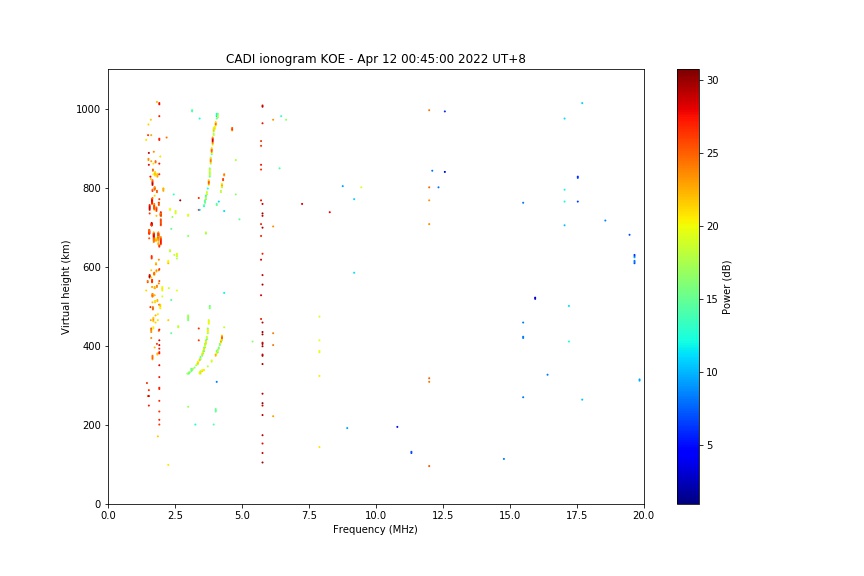 CADI ionogram KOE - Apr 12 00:45:00 2022 UT+8
Virtual height (km)
1000
800
600
400
200
0
0.0 2.5 5.0 7.5 10.0 12.5 15.0 17.5 20.0
Frequency (MHz)
30
25
20
15
10
5
Power (dB)